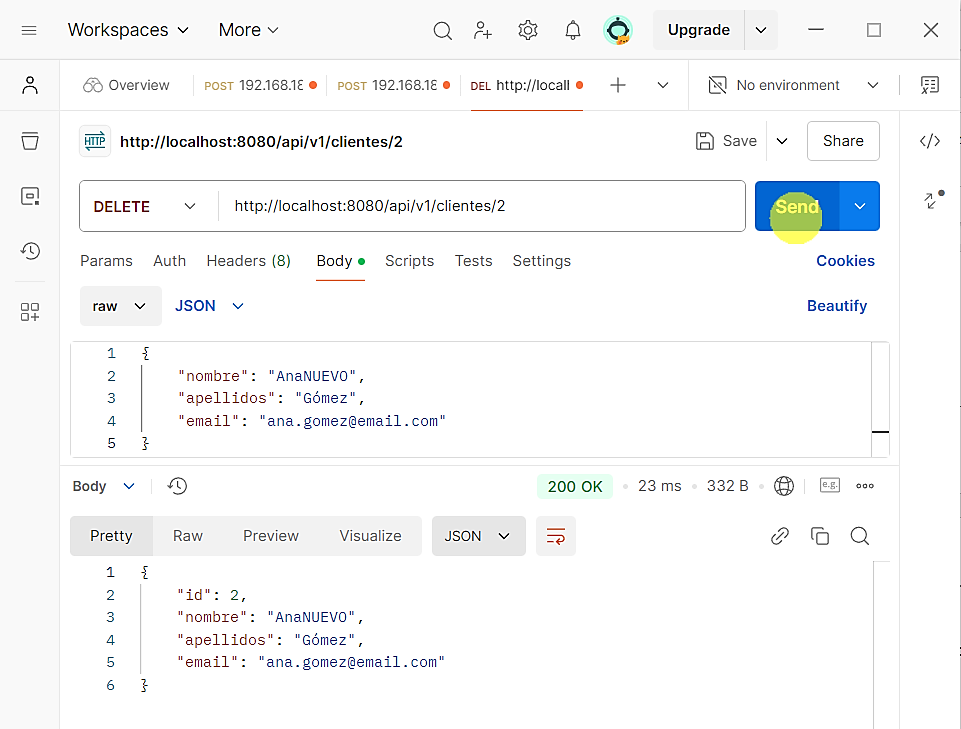 Workspaces More Upgrade
Overview POST 192.168.18 POST 192.168.18 DEL http://locall No environment
HTTP http://localhost:8080/api/v1/clientes/2 Save Share
DELETE http://localhost:8080/api/v1/clientes/2 Send
Params Auth Headers (8) Body Scripts Tests Settings Cookies
raw JSON Beautify
1 {
2 "nombre": "AnaNUEVO",
3 "apellidos": "Gómez",
4 "email": "ana.gomez@email.com"
5 }
Body 200 OK 23 ms 332 B e.g.
Pretty Raw Preview Visualize JSON
1 {
2 "id": 2,
3 "nombre": "AnaNUEVO",
4 "apellidos": "Gómez",
5 "email": "ana.gomez@email.com"
6 }